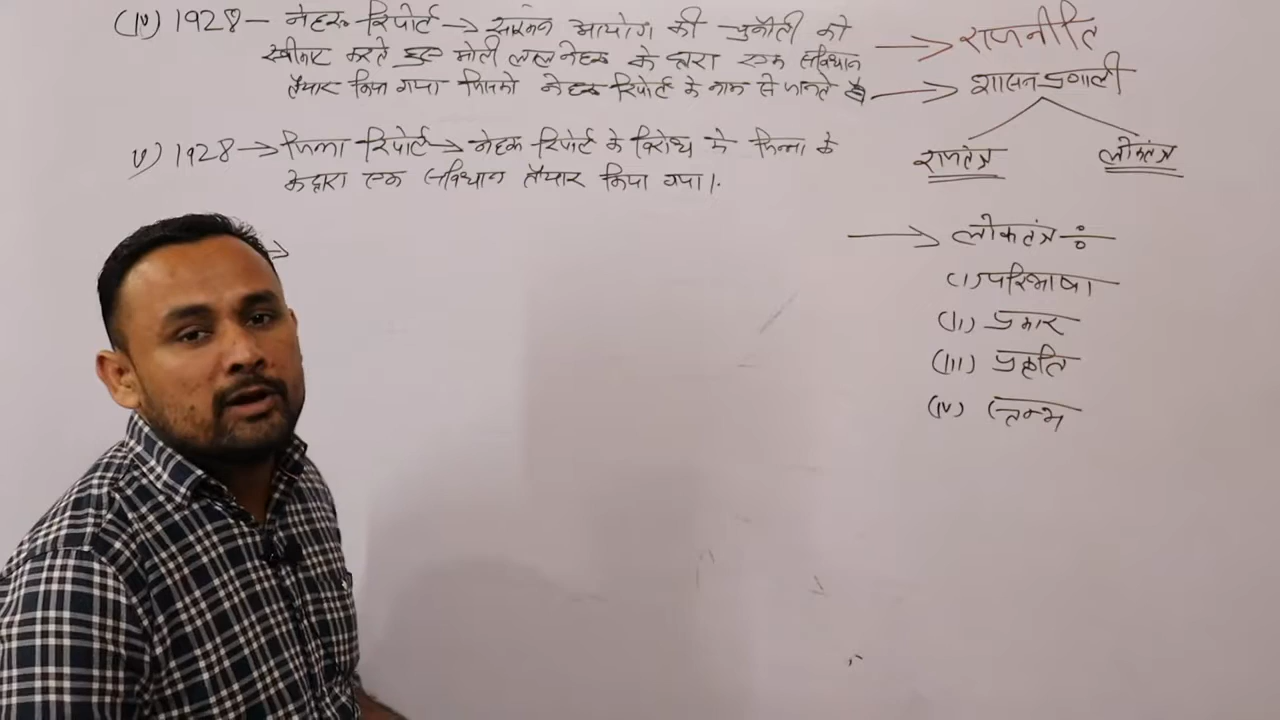 (iv) 1928 - नेहरू रिपोर्ट → साइमन आयोग की चुनौती को
स्वीकार करते हुए मोती लाल नेहरू के द्वारा एक संविधान
तैयार किया गया जिसको नेहरू रिपोर्ट के नाम से जानते है
v) 1928 → जिन्ना रिपोर्ट → नेहरू रिपोर्ट के विरोध मे जिन्ना के
के द्वारा एक संविधान तैयार किया गया।
→
→ राजनीति
→ शासन प्रणाली
राजतंत्र लोकतंत्र
→ लोकतंत्र ÷
(i) परिभाषा
(ii) प्रकार
(iii) प्रकृति
(iv) स्तम्भ